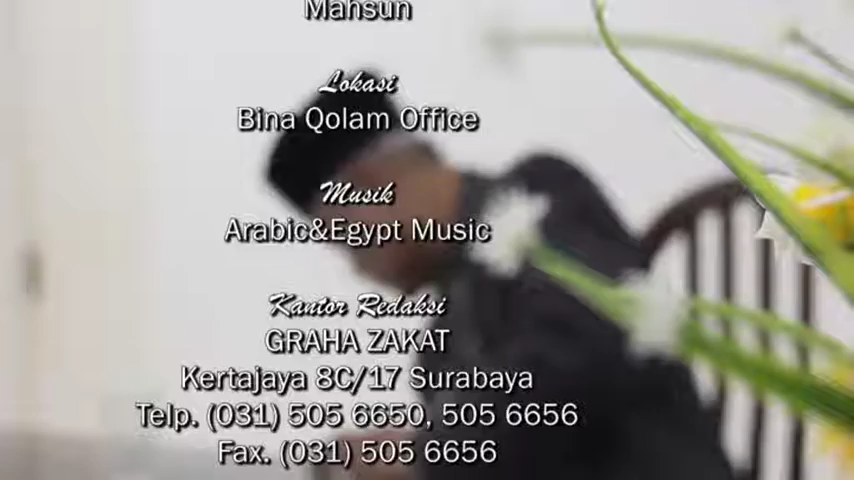 Mahsun
Lokasi
Bina Qolam Office
Musik
Arabic&Egypt Music
Kantor Redaksi
GRAHA ZAKAT
Kertajaya 8C/17 Surabaya
Telp. (031) 505 6650, 505 6656
Fax. (031) 505 6656